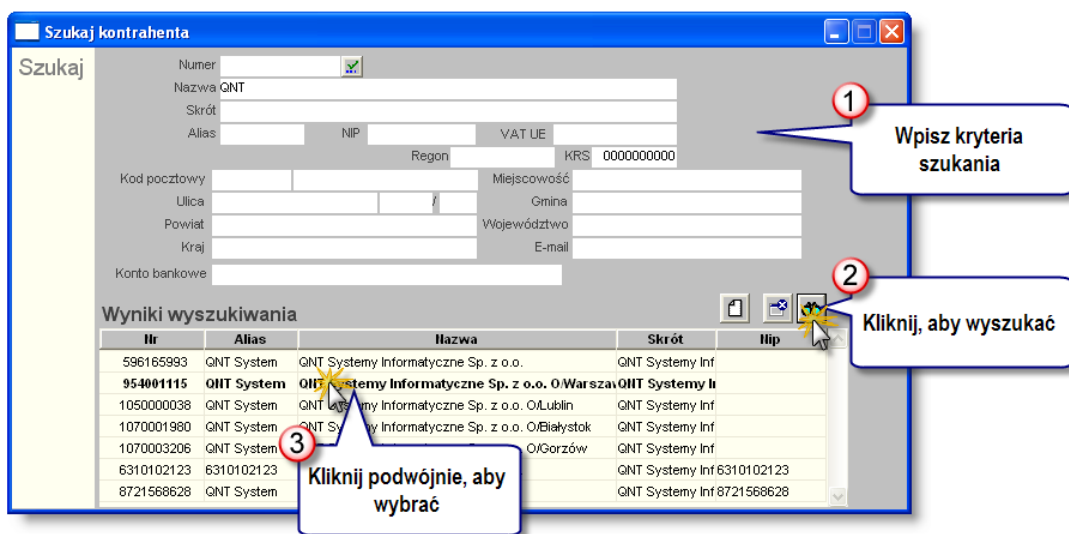 Szukaj kontrahenta
Szukaj
Numer
Nazwa QNT
Skrót
Alias NIP VAT UE
Regon KRS 0000000000
Kod pocztowy Miejscowość
Ulica / Gmina
Powiat Województwo
Kraj E-mail
Konto bankowe
1
Wpisz kryteria
szukania
2
Kliknij, aby wyszukać
Wyniki wyszukiwania
Nr Alias Nazwa Skrót Nip
596165993 QNT System QNT Systemy Informatyczne Sp. z o.o. QNT Systemy Inf
954001115 QNT System QNT Systemy Informatyczne Sp. z o.o. O/Warszav QNT Systemy Ii
1050000038 QNT System QNT Systemy Informatyczne Sp. z o.o. O/Lublin QNT Systemy Inf
1070001980 QNT System QNT Systemy Informatyczne Sp. z o.o. O/Białystok QNT Systemy Inf
1070003206 QNT System O/Gorzów QNT Systemy Inf
6310102123 6310102123 QNT Systemy Inf 6310102123
8721568628 QNT System QNT Systemy Inf 8721568628
3
Kliknij podwójnie, aby
wybrać